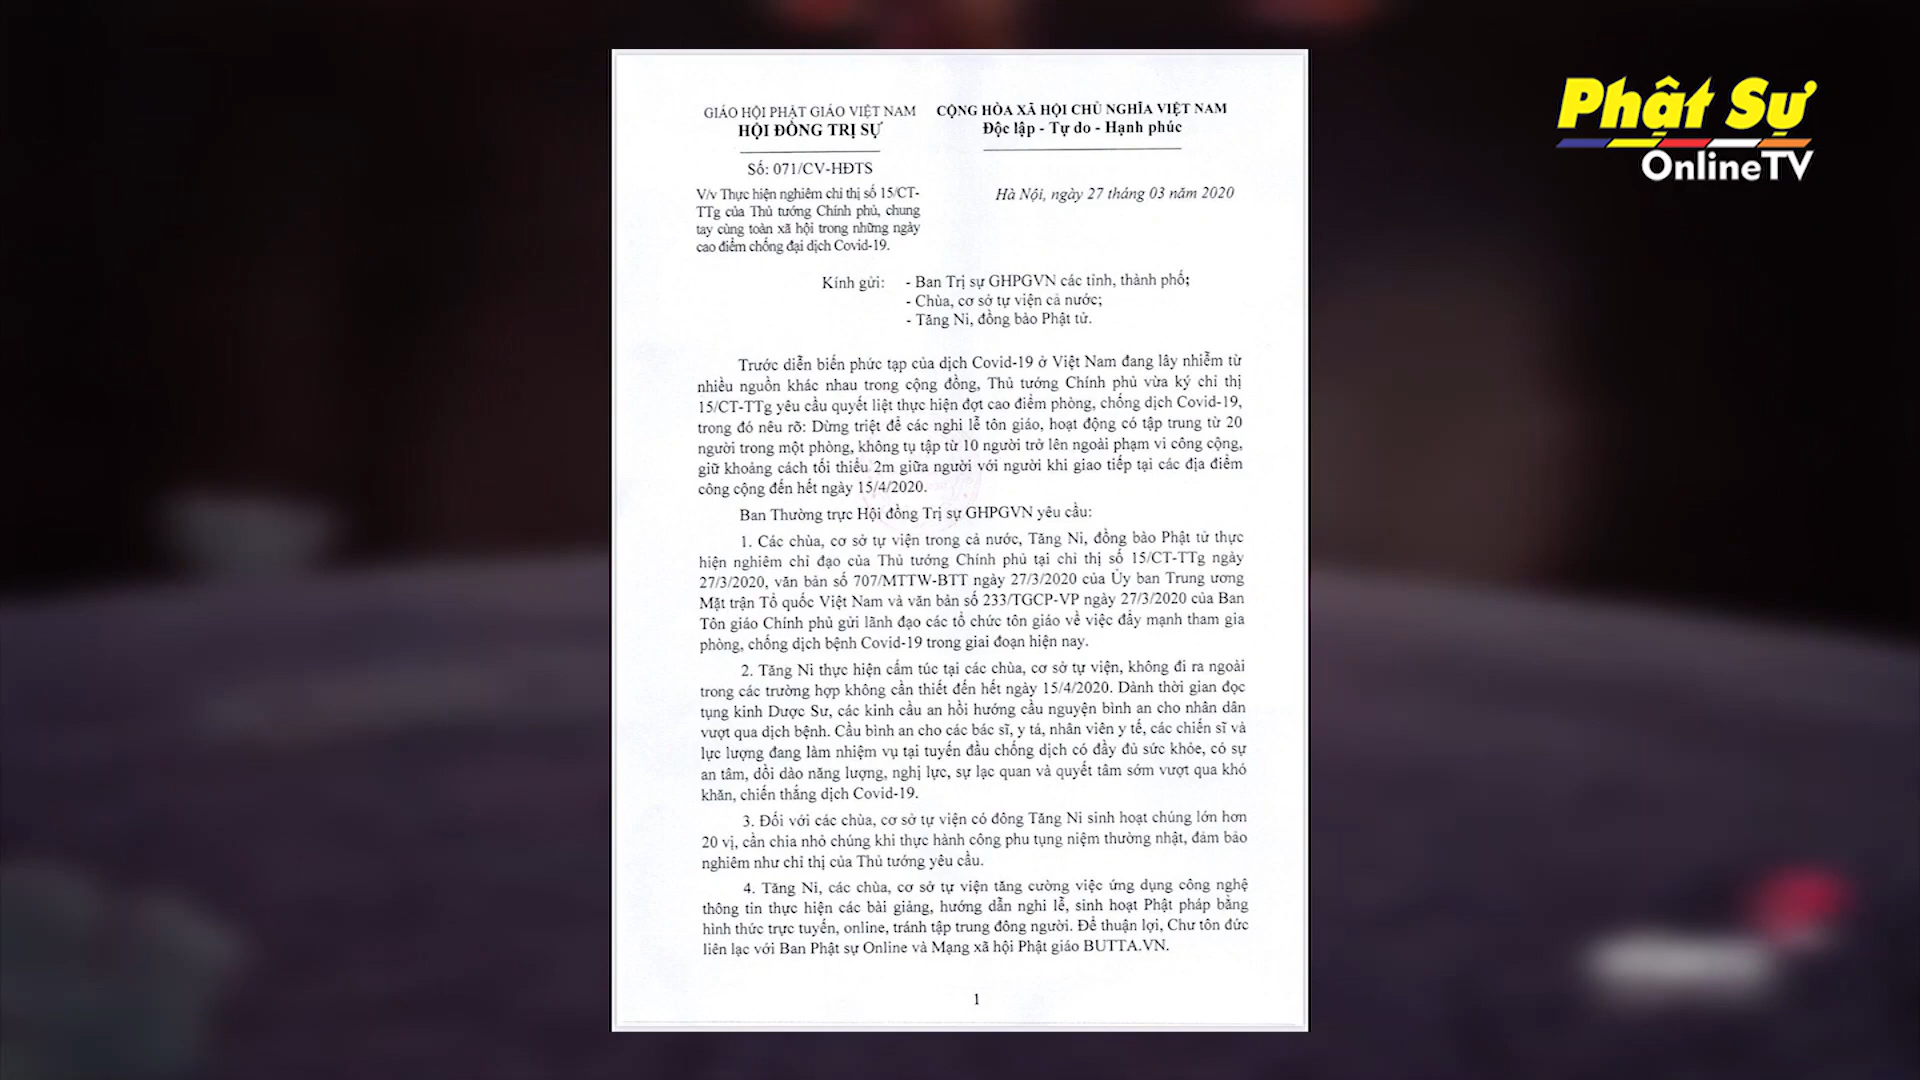 GIÁO HỘI PHẬT GIÁO VIỆT NAM
HỘI ĐỒNG TRỊ SỰ
Số: 071/CV-HĐTS
V/v Thực hiện nghiêm chỉ thị số 15/CT-
TTg của Thủ tướng Chính phủ, chung
tay cùng toàn xã hội trong những ngày
cao điểm chống đại dịch Covid-19.
CỘNG HÒA XÃ HỘI CHỦ NGHĨA VIỆT NAM
Độc lập - Tự do - Hạnh phúc
Hà Nội, ngày 27 tháng 03 năm 2020
Kính gửi: - Ban Trị sự GHPGVN các tỉnh, thành phố;
- Chùa, cơ sở tự viện cả nước;
- Tăng Ni, đồng bào Phật tử.
Trước diễn biến phức tạp của dịch Covid-19 ở Việt Nam đang lây nhiễm từ
nhiều nguồn khác nhau trong cộng đồng, Thủ tướng Chính phủ vừa ký chỉ thị
15/CT-TTg yêu cầu quyết liệt thực hiện đợt cao điểm phòng, chống dịch Covid-19,
trong đó nêu rõ: Dừng triệt để các nghi lễ tôn giáo, hoạt động có tập trung từ 20
người trong một phòng, không tụ tập từ 10 người trở lên ngoài phạm vi công cộng,
giữ khoảng cách tối thiểu 2m giữa người với người khi giao tiếp tại các địa điểm
công cộng đến hết ngày 15/4/2020.
Ban Thường trực Hội đồng Trị sự GHPGVN yêu cầu:
1. Các chùa, cơ sở tự viện trong cả nước, Tăng Ni, đồng bào Phật tử thực
hiện nghiêm chỉ đạo của Thủ tướng Chính phủ tại chỉ thị số 15/CT-TTg ngày
27/3/2020, văn bản số 707/MTTW-BTT ngày 27/3/2020 của Ủy ban Trung ương
Mặt trận Tổ quốc Việt Nam và văn bản số 233/TGCP-VP ngày 27/3/2020 của Ban
Tôn giáo Chính phủ gửi lãnh đạo các tổ chức tôn giáo về việc đẩy mạnh tham gia
phòng, chống dịch bệnh Covid-19 trong giai đoạn hiện nay.
2. Tăng Ni thực hiện cấm túc tại các chùa, cơ sở tự viện, không đi ra ngoài
trong các trường hợp không cần thiết đến hết ngày 15/4/2020. Dành thời gian đọc
tụng kinh Dược Sư, các kinh cầu an hồi hướng cầu nguyện bình an cho nhân dân
vượt qua dịch bệnh. Cầu bình an cho các bác sĩ, y tá, nhân viên y tế, các chiến sĩ và
lực lượng đang làm nhiệm vụ tại tuyến đầu chống dịch có đầy đủ sức khỏe, có sự
an tâm, dồi dào năng lượng, nghị lực, sự lạc quan và quyết tâm sớm vượt qua khó
khăn, chiến thắng dịch Covid-19.
3. Đối với các chùa, cơ sở tự viện có đông Tăng Ni sinh hoạt chúng lớn hơn
20 vị, cần chia nhỏ chúng khi thực hành công phu tụng niệm thường nhật, đảm bảo
nghiêm như chỉ thị của Thủ tướng yêu cầu.
4. Tăng Ni, các chùa, cơ sở tự viện tăng cường việc ứng dụng công nghệ
thông tin thực hiện các bài giảng, hướng dẫn nghi lễ, sinh hoạt Phật pháp bằng
hình thức trực tuyến, online, tránh tập trung đông người. Để thuận lợi, Chư tôn đức
liên lạc với Ban Phật sự Online và Mạng xã hội Phật giáo BUTTA.VN.
1
Phật Sự
OnlineTV